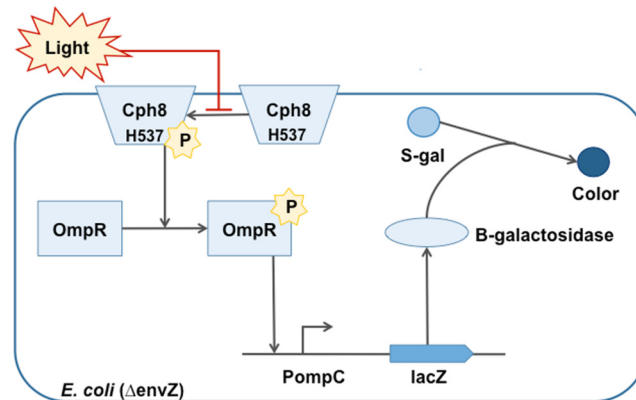 Light
Cph8
H537
P
Cph8
H537
S-gal
Color
OmpR
OmpR
P
B-galactosidase
PompC
lacZ
E. coli (ΔenvZ)